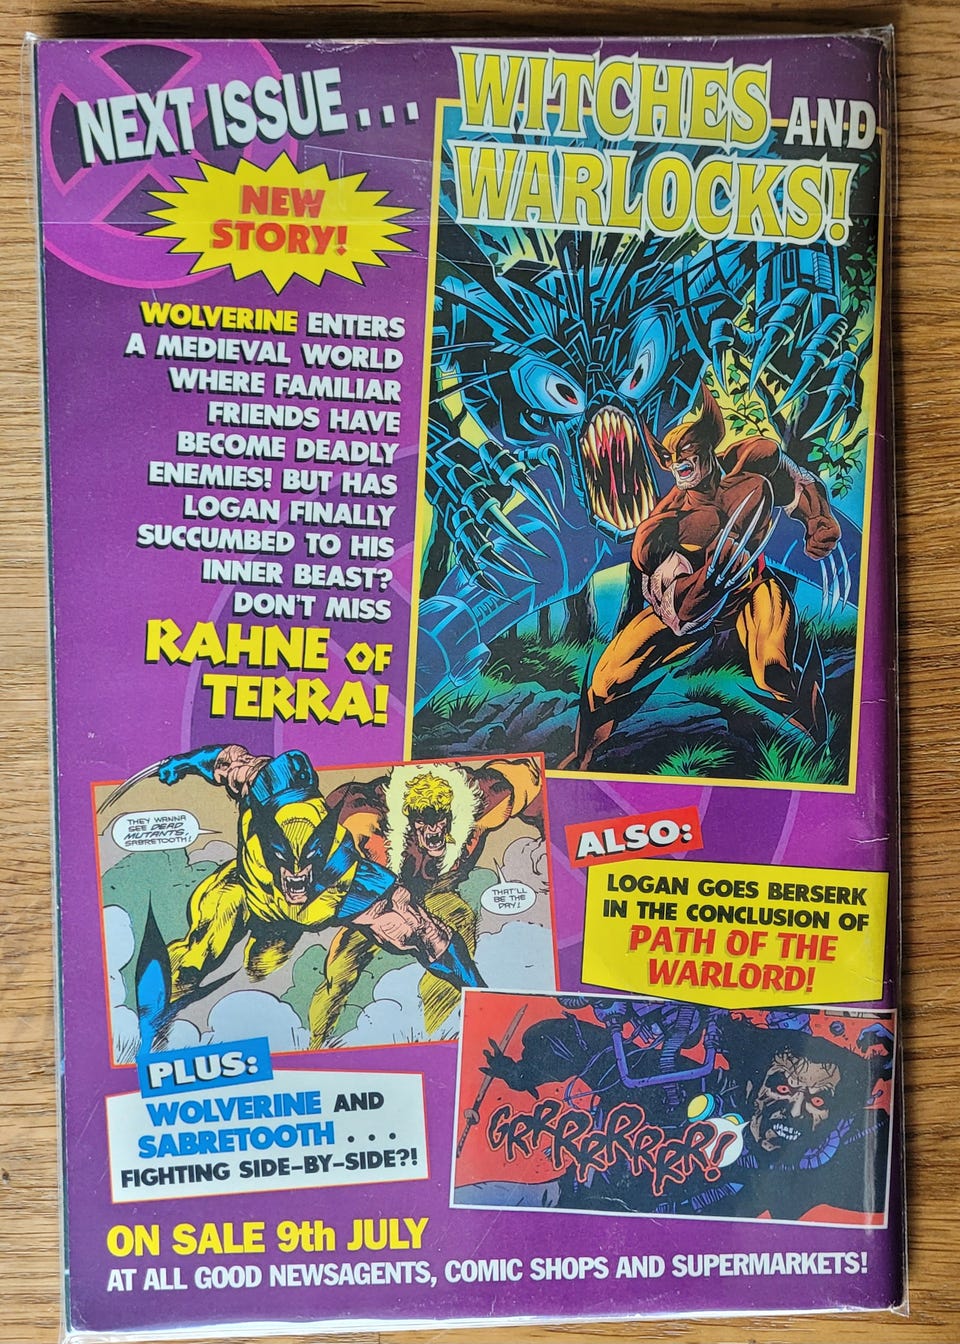 NEXT ISSUE...
NEW
STORY!
WITCHES AND
WARLOCKS!
WOLVERINE ENTERS
A MEDIEVAL WORLD
WHERE FAMILIAR
FRIENDS HAVE
BECOME DEADLY
ENEMIES! BUT HAS
LOGAN FINALLY
SUCCUMBED TO HIS
INNER BEAST?
DON'T MISS
RAHNE OF
TERRA!
THEY WANNA
SEE DEAD
MUTANTS,
SABRETOOTH!
THAT'LL
BE THE
DAY!
PLUS:
WOLVERINE AND
SABRETOOTH...
FIGHTING SIDE-BY-SIDE?!
ALSO:
LOGAN GOES BERSERK
IN THE CONCLUSION OF
PATH OF THE
WARLORD!
GRRRRRRRR!
ON SALE 9th JULY
AT ALL GOOD NEWSAGENTS, COMIC SHOPS AND SUPERMARKETS!